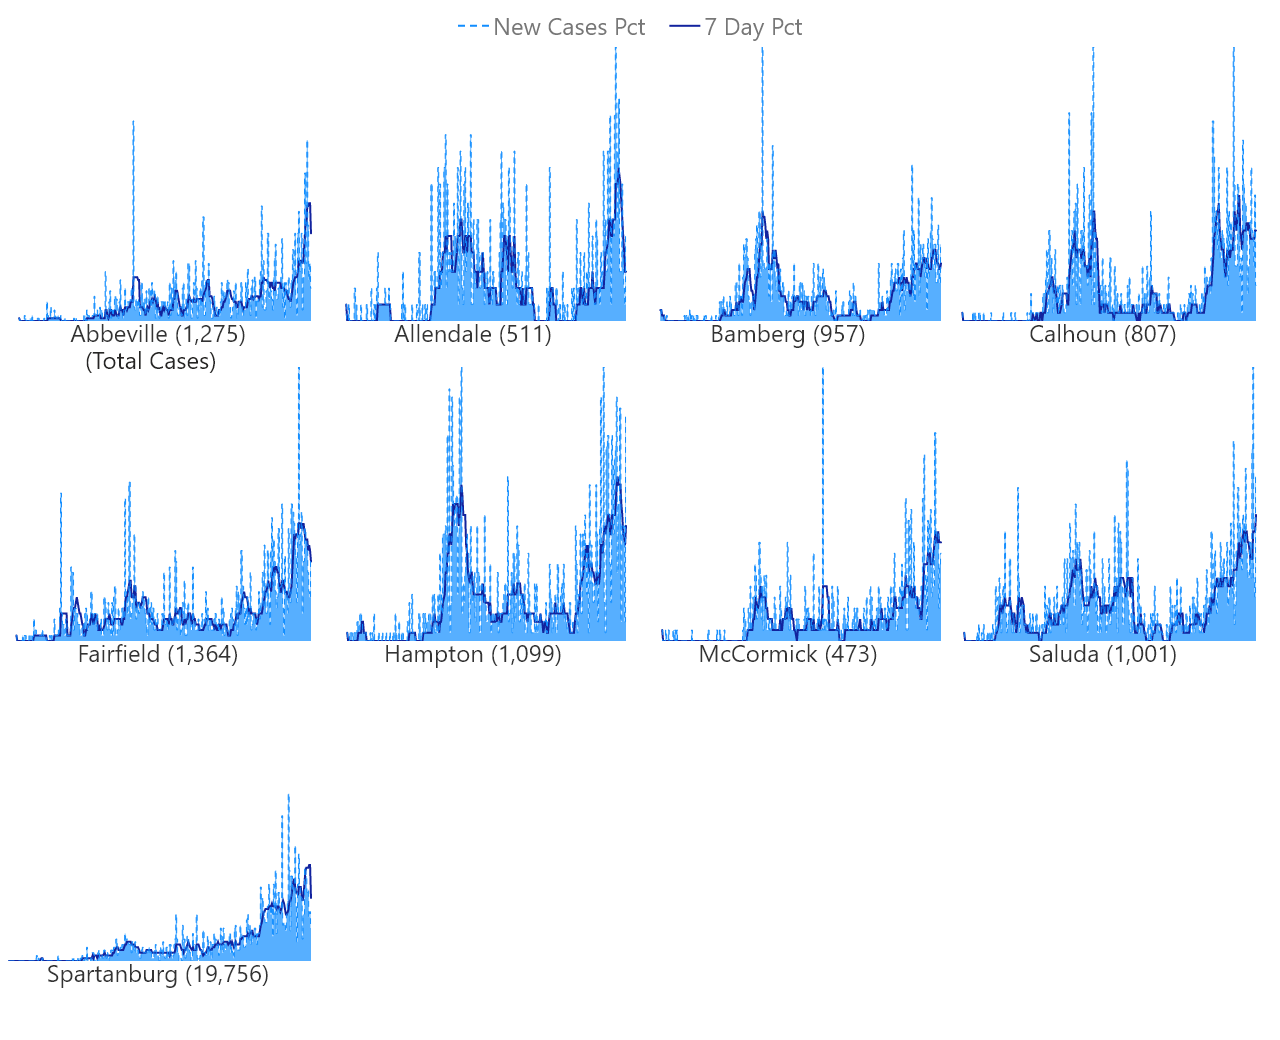 New Cases Pct 7 Day Pct
Abbeville (1,275)
(Total Cases)
Allendale (511)
Bamberg (957)
Calhoun (807)
Fairfield (1,364)
Hampton (1,099)
McCormick (473)
Saluda (1,001)
Spartanburg (19,756)